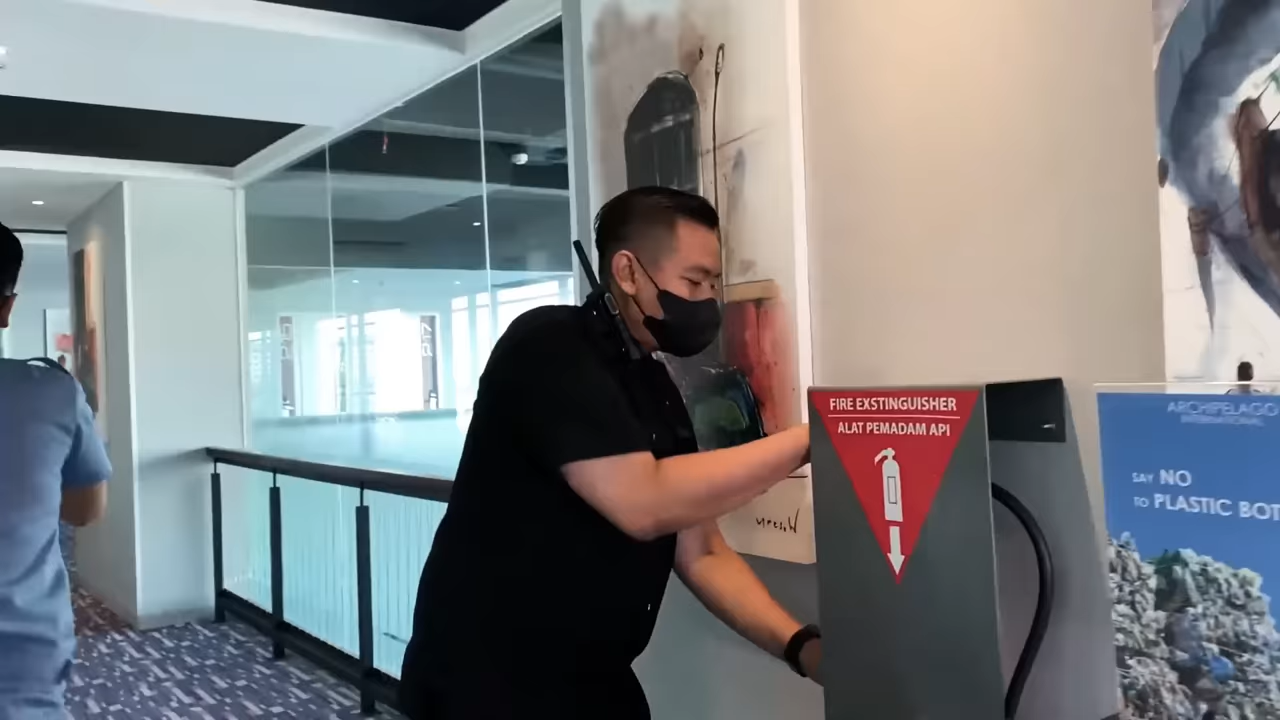 FIRE EXSTINGUISHER
ALAT PEMADAM API
ARCHIPELAGO
INTERNATIONAL
SAY NO
TO PLASTIC BOT